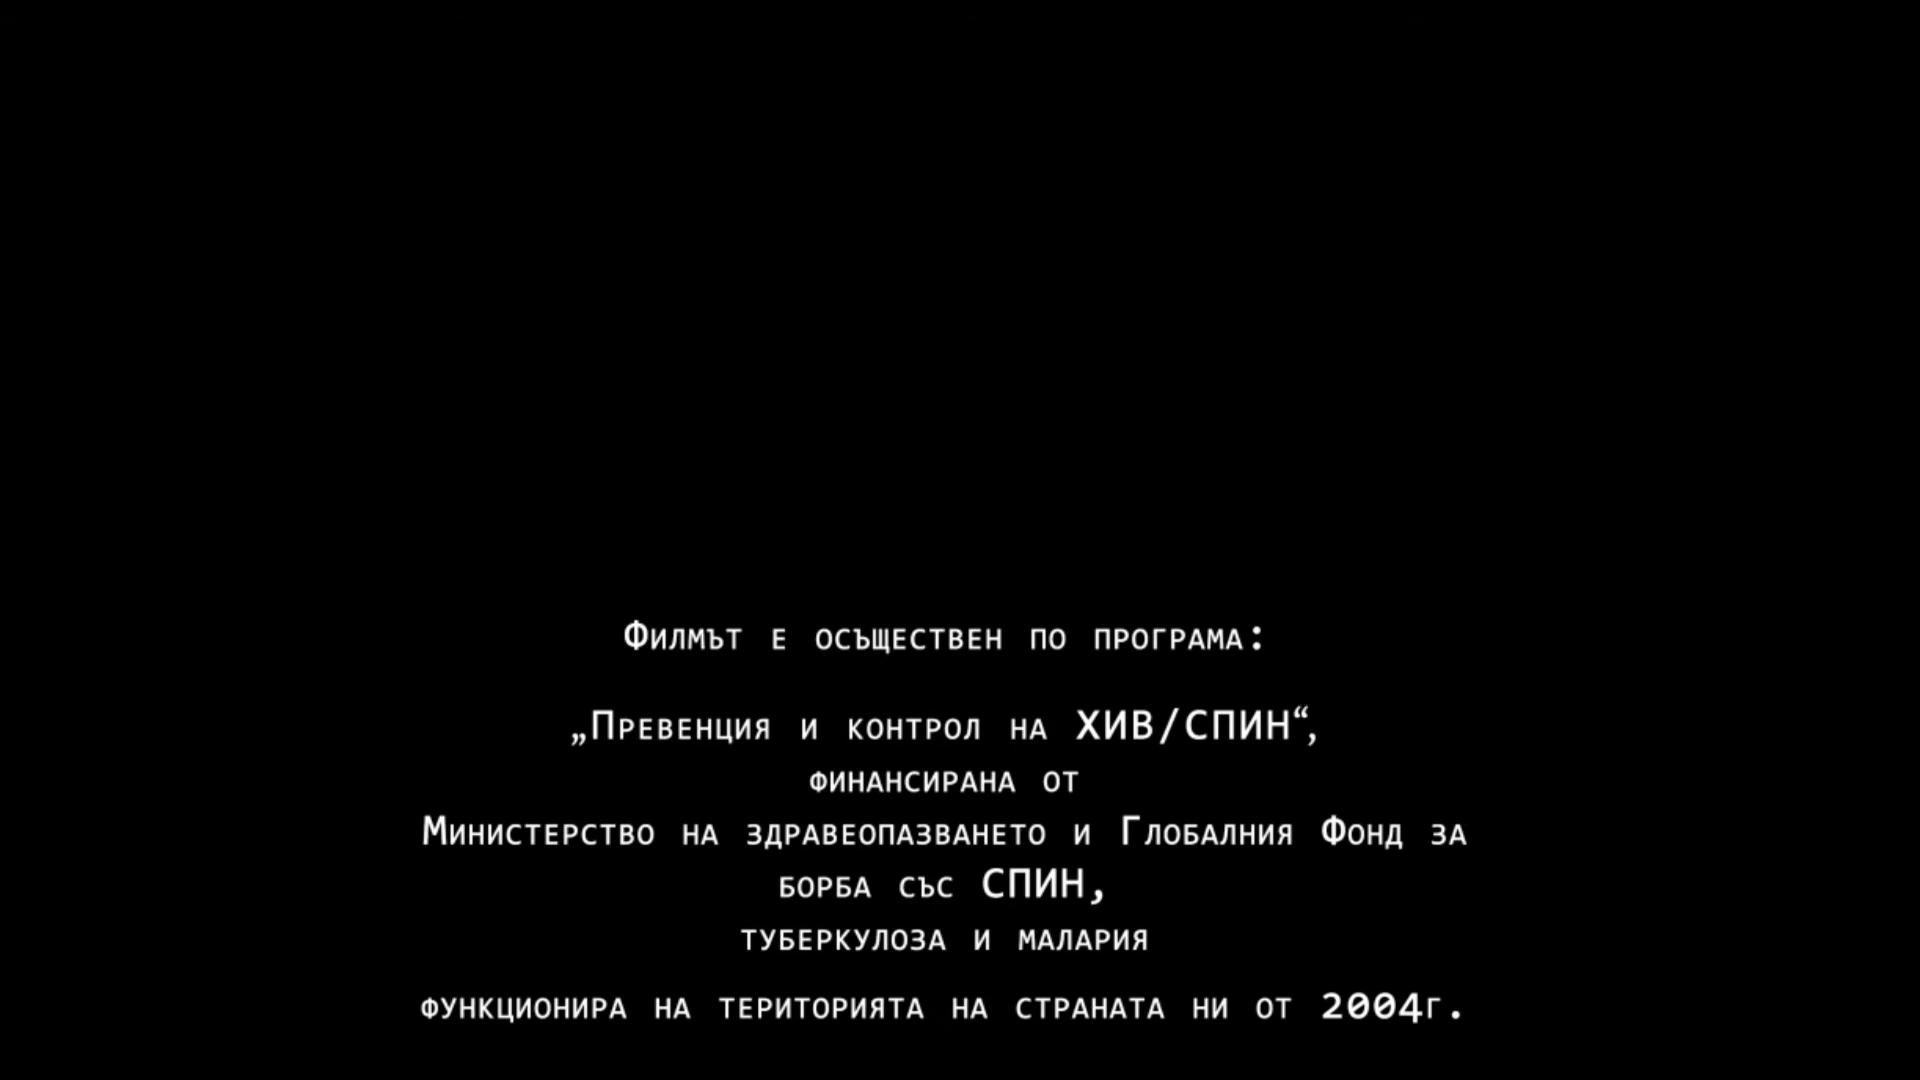 Филмът е осъществен по програма:
„Превенция и контрол на ХИВ/СПИН“,
финансирана от
Министерство на здравеопазването и Глобалния Фонд за
борба със СПИН,
туберкулоза и малария
функционира на територията на страната ни от 2004г.